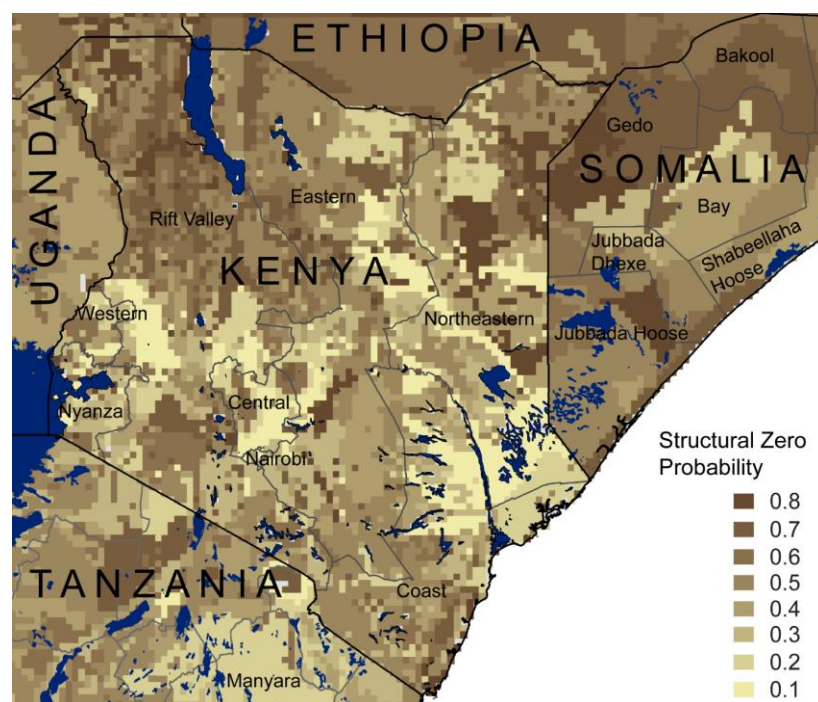 ETHIOPIA
Bakool
Gedo
UGANDA
SOMALIA
Eastern
Bay
Rift Valley
Jubbada
Dhexe
Shabeellaha
Hoose
KENYA
Western
Northeastern
Jubbada Hoose
Nyanza
Central
Nairobi
Structural Zero
Probability
0.8
0.7
0.6
0.5
0.4
0.3
0.2
0.1
TANZANIA
Coast
Manyara